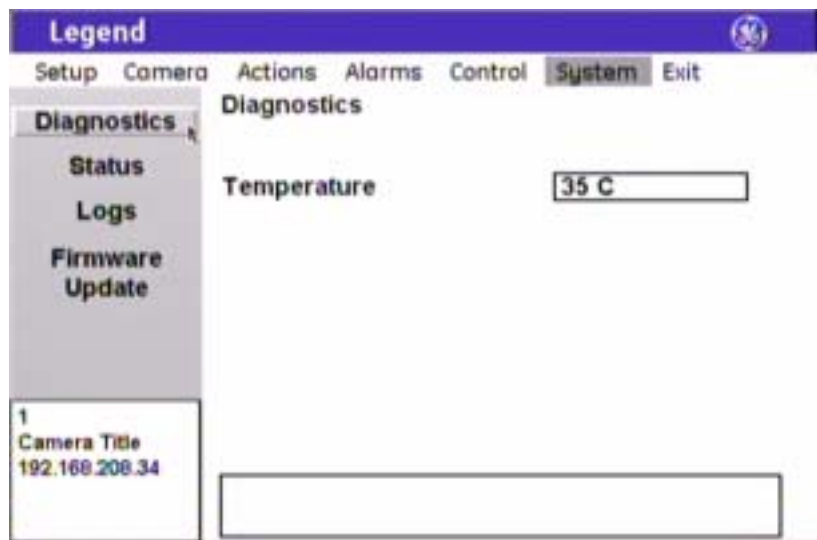 Legend
Setup Camera Actions Alarms Control System Exit
Diagnostics
Status
Logs
Firmware
Update
Diagnostics
Temperature 35 C
1
Camera Title
192.168.208.34